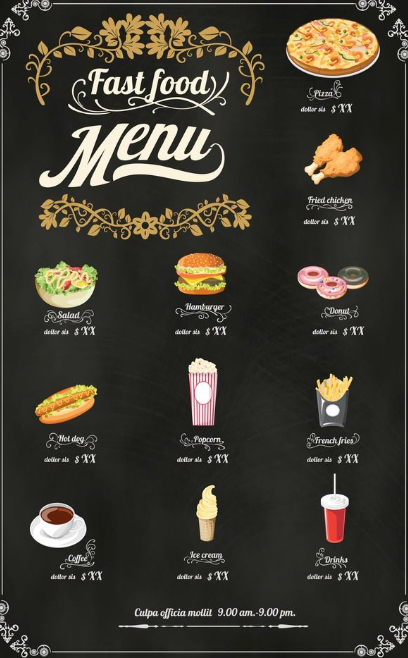 Fast food
Menu
Pizza
dollor sis $ XX
Fried chicken
dollor sis $ XX
Salad
dollor sis $ XX
Hamburger
dollor sis $ XX
Donut
dollor sis $ XX
Hot dog
dollor sis $ XX
Popcorn
dollor sis $ XX
French fries
dollor sis $ XX
Coffee
dollor sis $ XX
Ice cream
dollor sis $ XX
Drinks
dollor sis $ XX
Culpa officia mollit 9.00 am.-9.00 pm.